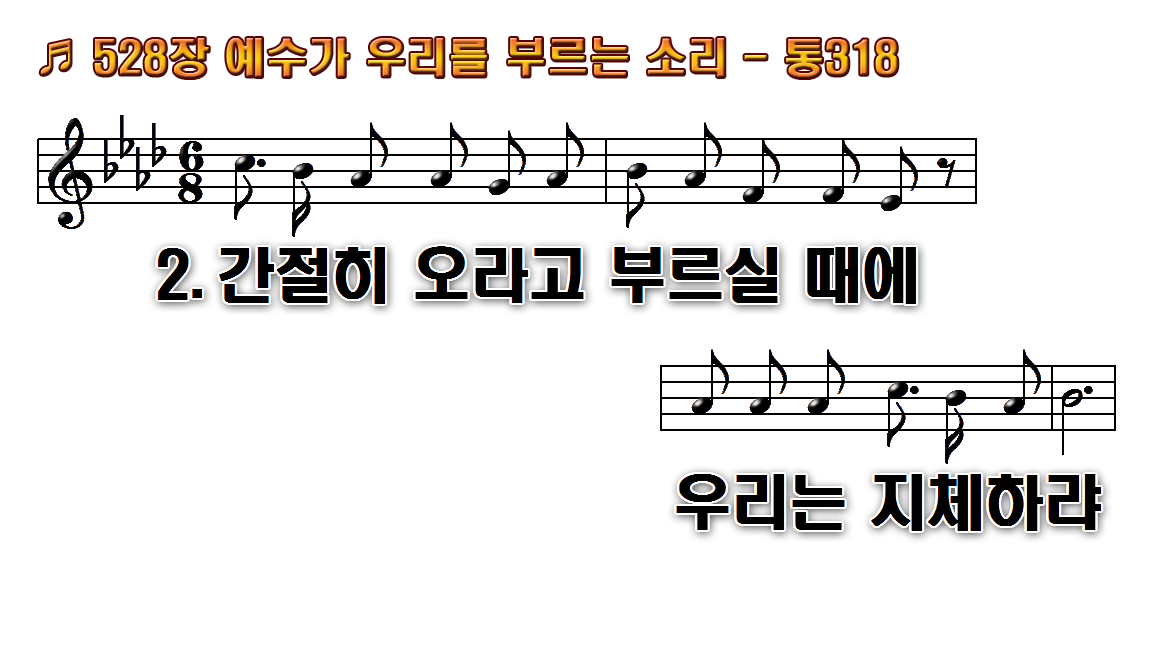 ♬ 528장 예수가 우리를 부르는 소리 - 통318
6
8
2. 간절히 오라고 부르실 때에
우리는 지체하랴